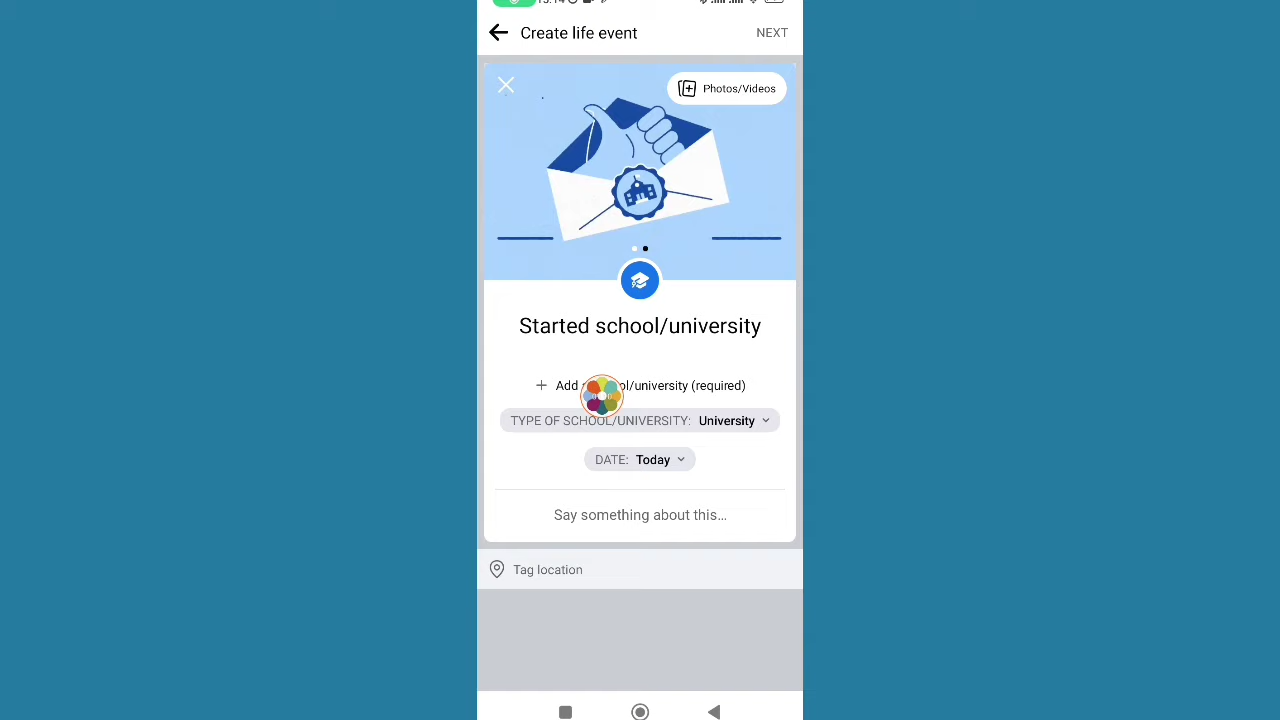 Create life event
NEXT
Photos/Videos
Started school/university
Add ol/university (required)
TYPE OF SCHOOL/UNIVERSITY: University
DATE: Today
Say something about this...
Tag location